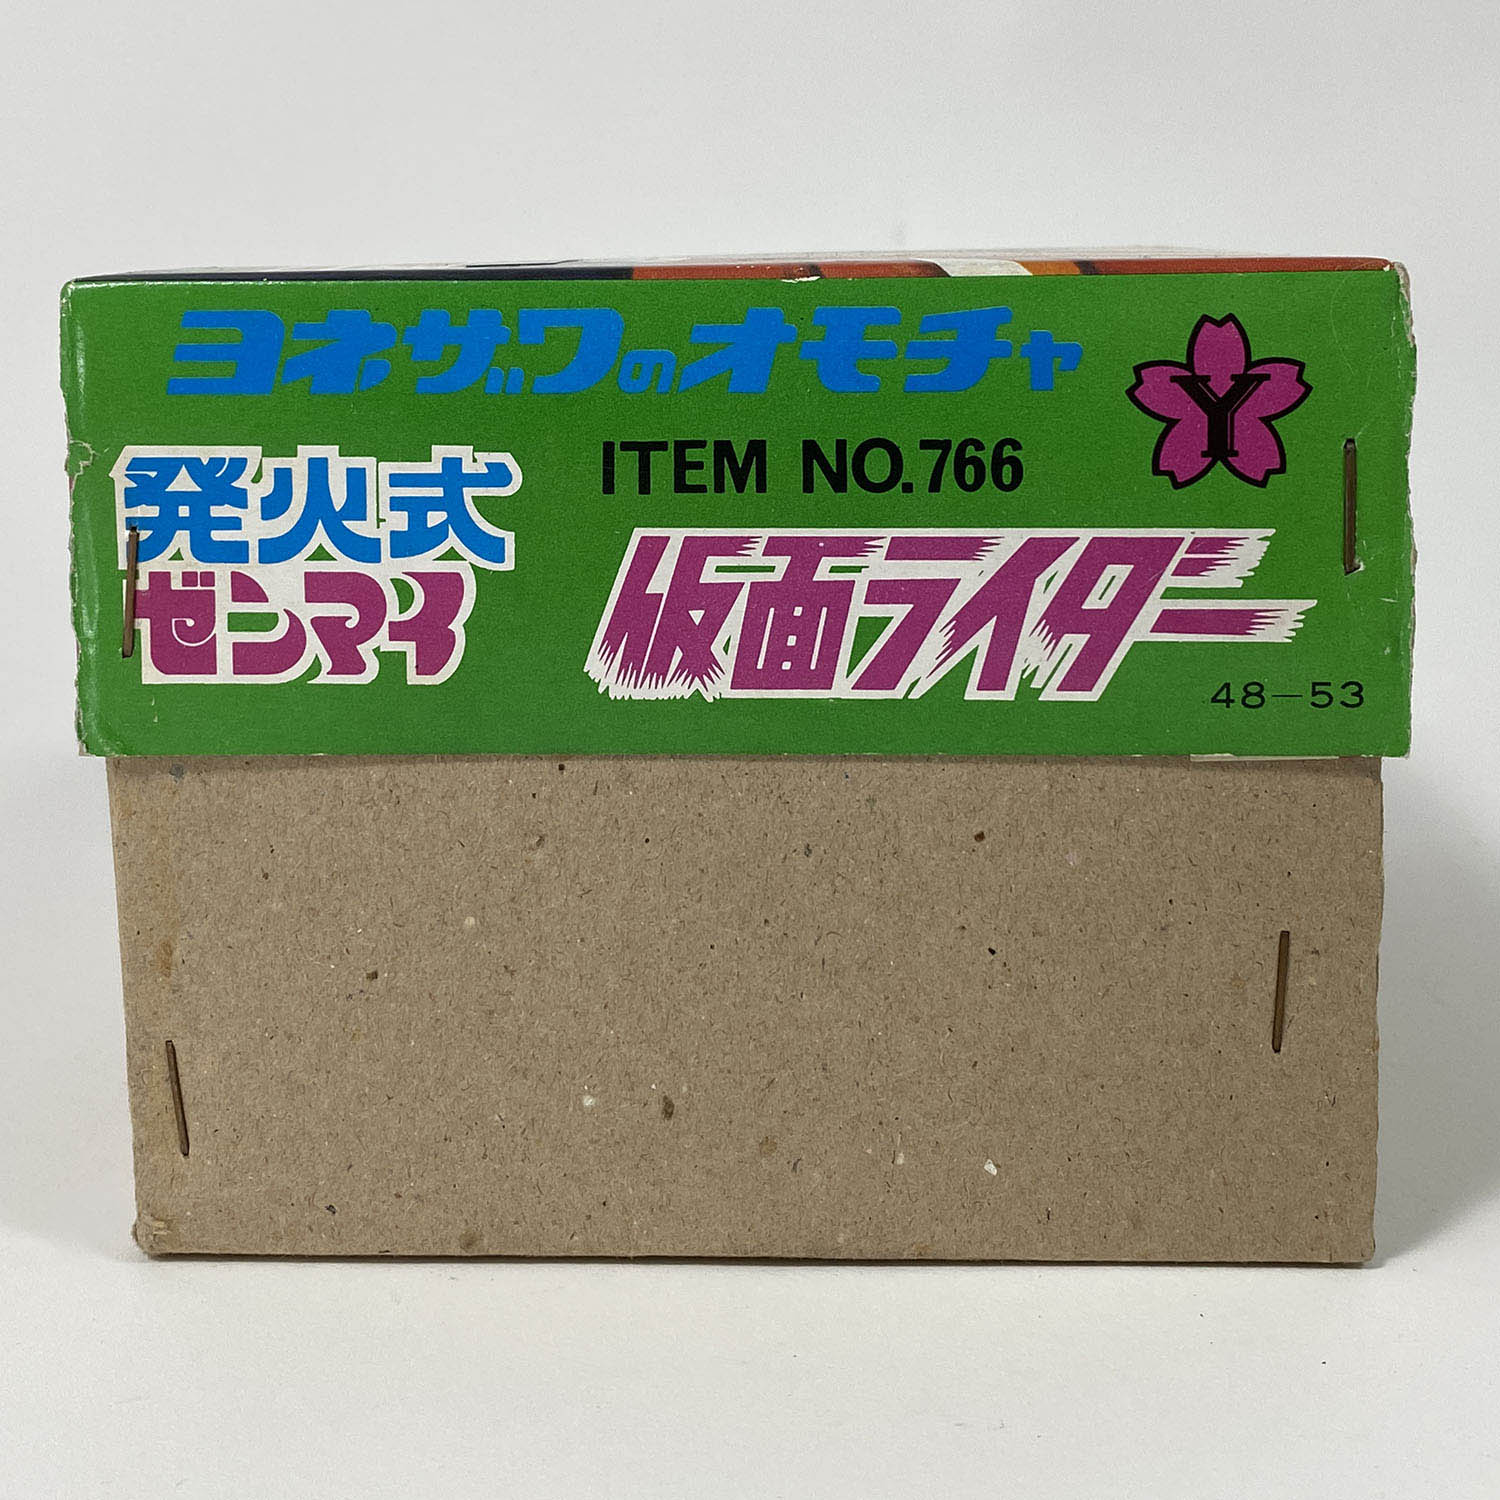 ヨネザワのオモチャ
Y
発火式
ゼンマイ
ITEM NO.766
仮面ライダー
48-53